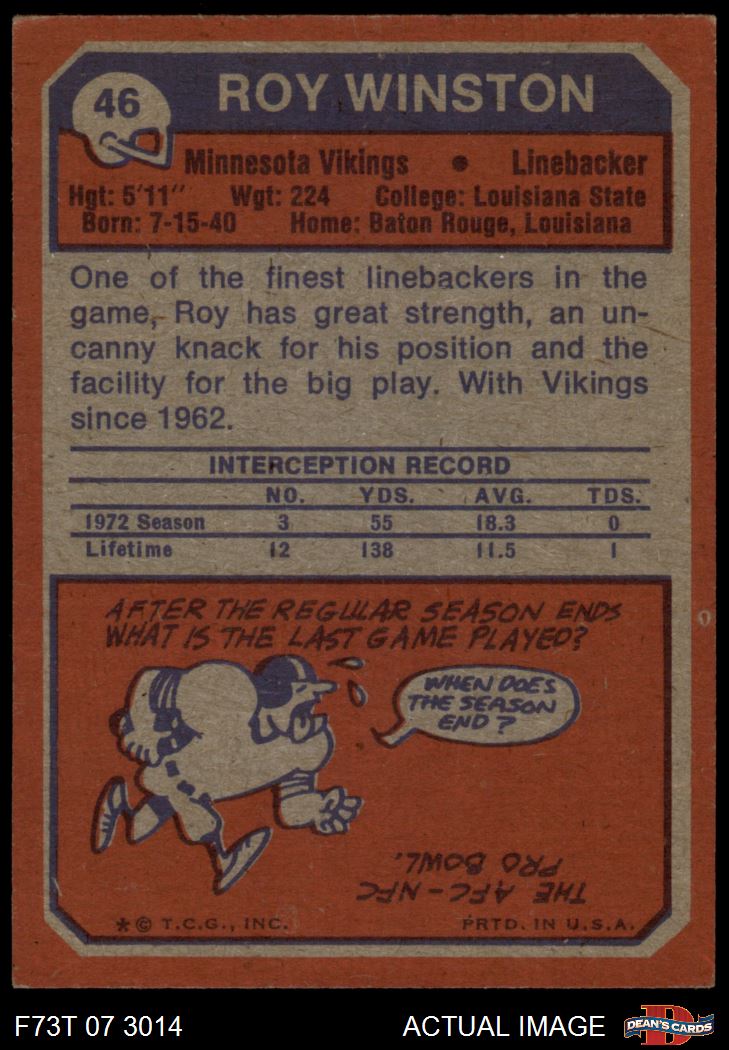 46
ROY WINSTON
Minnesota Vikings • Linebacker
Hgt: 5'11" Wgt: 224 College: Louisiana State
Born: 7-15-40 Home: Baton Rouge, Louisiana
One of the finest linebackers in the
game, Roy has great strength, an un-
canny knack for his position and the
facility for the big play. With Vikings
since 1962.
INTERCEPTION RECORD
NO. YDS. AVG. TDS.
1972 Season 3 55 18.3 0
Lifetime 12 138 11.5 1
AFTER THE REGULAR SEASON ENDS
WHAT IS THE LAST GAME PLAYED?
WHEN DOES
THE SEASON
END?
THE AFC-NFC
PRO BOWL.
*© T.C.G., INC. PRTD. IN U.S.A.
F73T 07 3014 ACTUAL IMAGE
D
DEAN'S CARDS